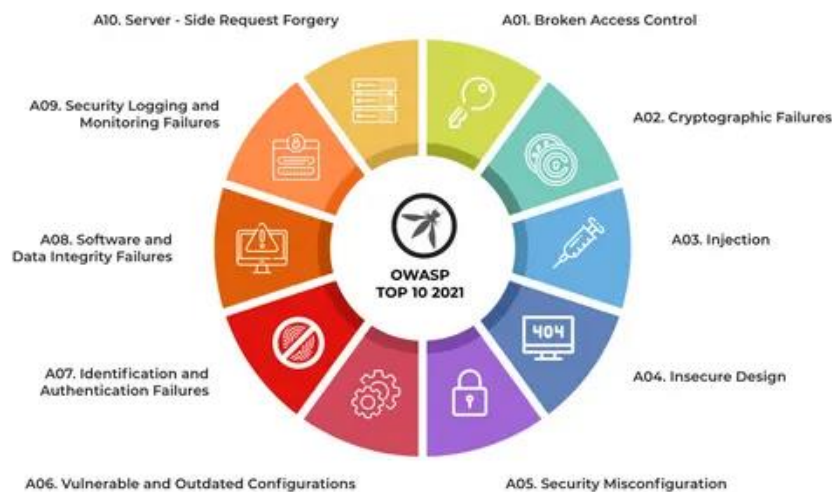 A10. Server - Side Request Forgery
A01. Broken Access Control
A09. Security Logging and
Monitoring Failures
A02. Cryptographic Failures
A08. Software and
Data Integrity Failures
OWASP
TOP 10 2021
A03. Injection
404
A07. Identification and
Authentication Failures
A04. Insecure Design
A06. Vulnerable and Outdated Configurations
A05. Security Misconfiguration